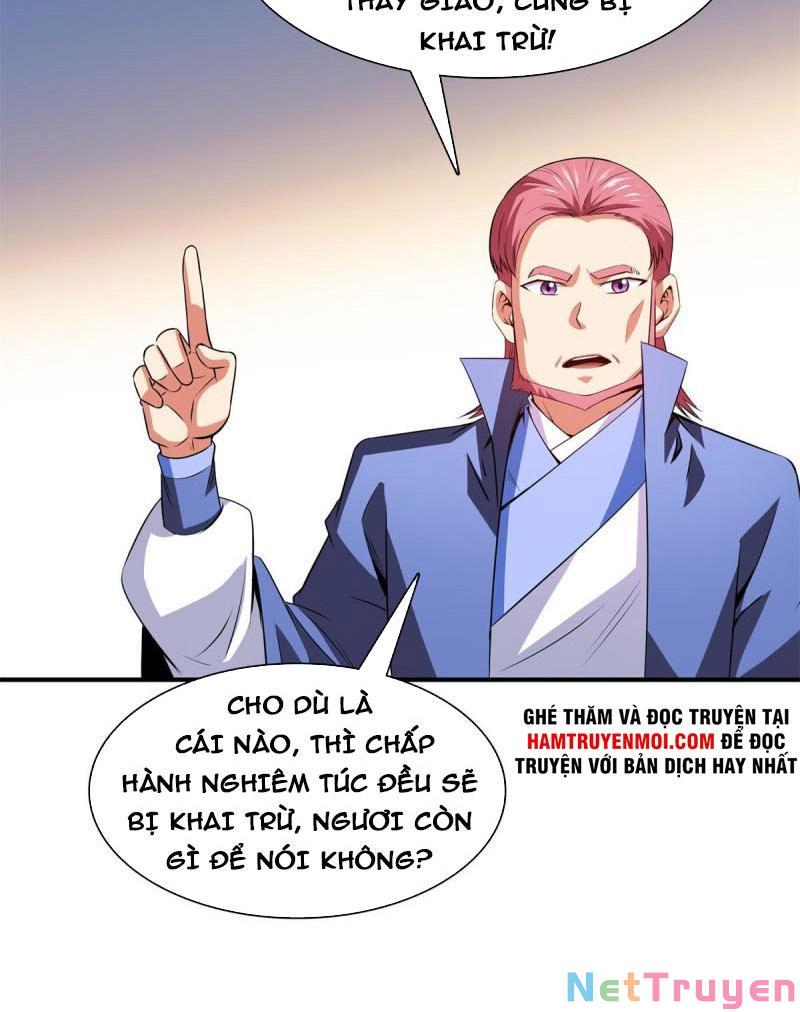 THẦY GIÁO, CŨNG BỊ
KHAI TRỪ!
CHO DÙ LÀ
CÁI NÀO, THÌ CHẤP
HÀNH NGHIÊM TÚC ĐỀU SẼ
BỊ KHAI TRỪ, NGƯƠI CÒN
GÌ ĐỂ NÓI KHÔNG?
GHÉ THĂM VÀ ĐỌC TRUYỆN TẠI
HAMTRUYENMOI.COM ĐỂ ĐỌC
TRUYỆN VỚI BẢN DỊCH HAY NHẤT
NetTruyen